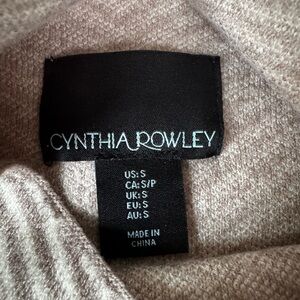 CYNTHIA ROWLEY
US: S
CA: S/P
UK: S
EU: S
AU: S
MADE IN
CHINA